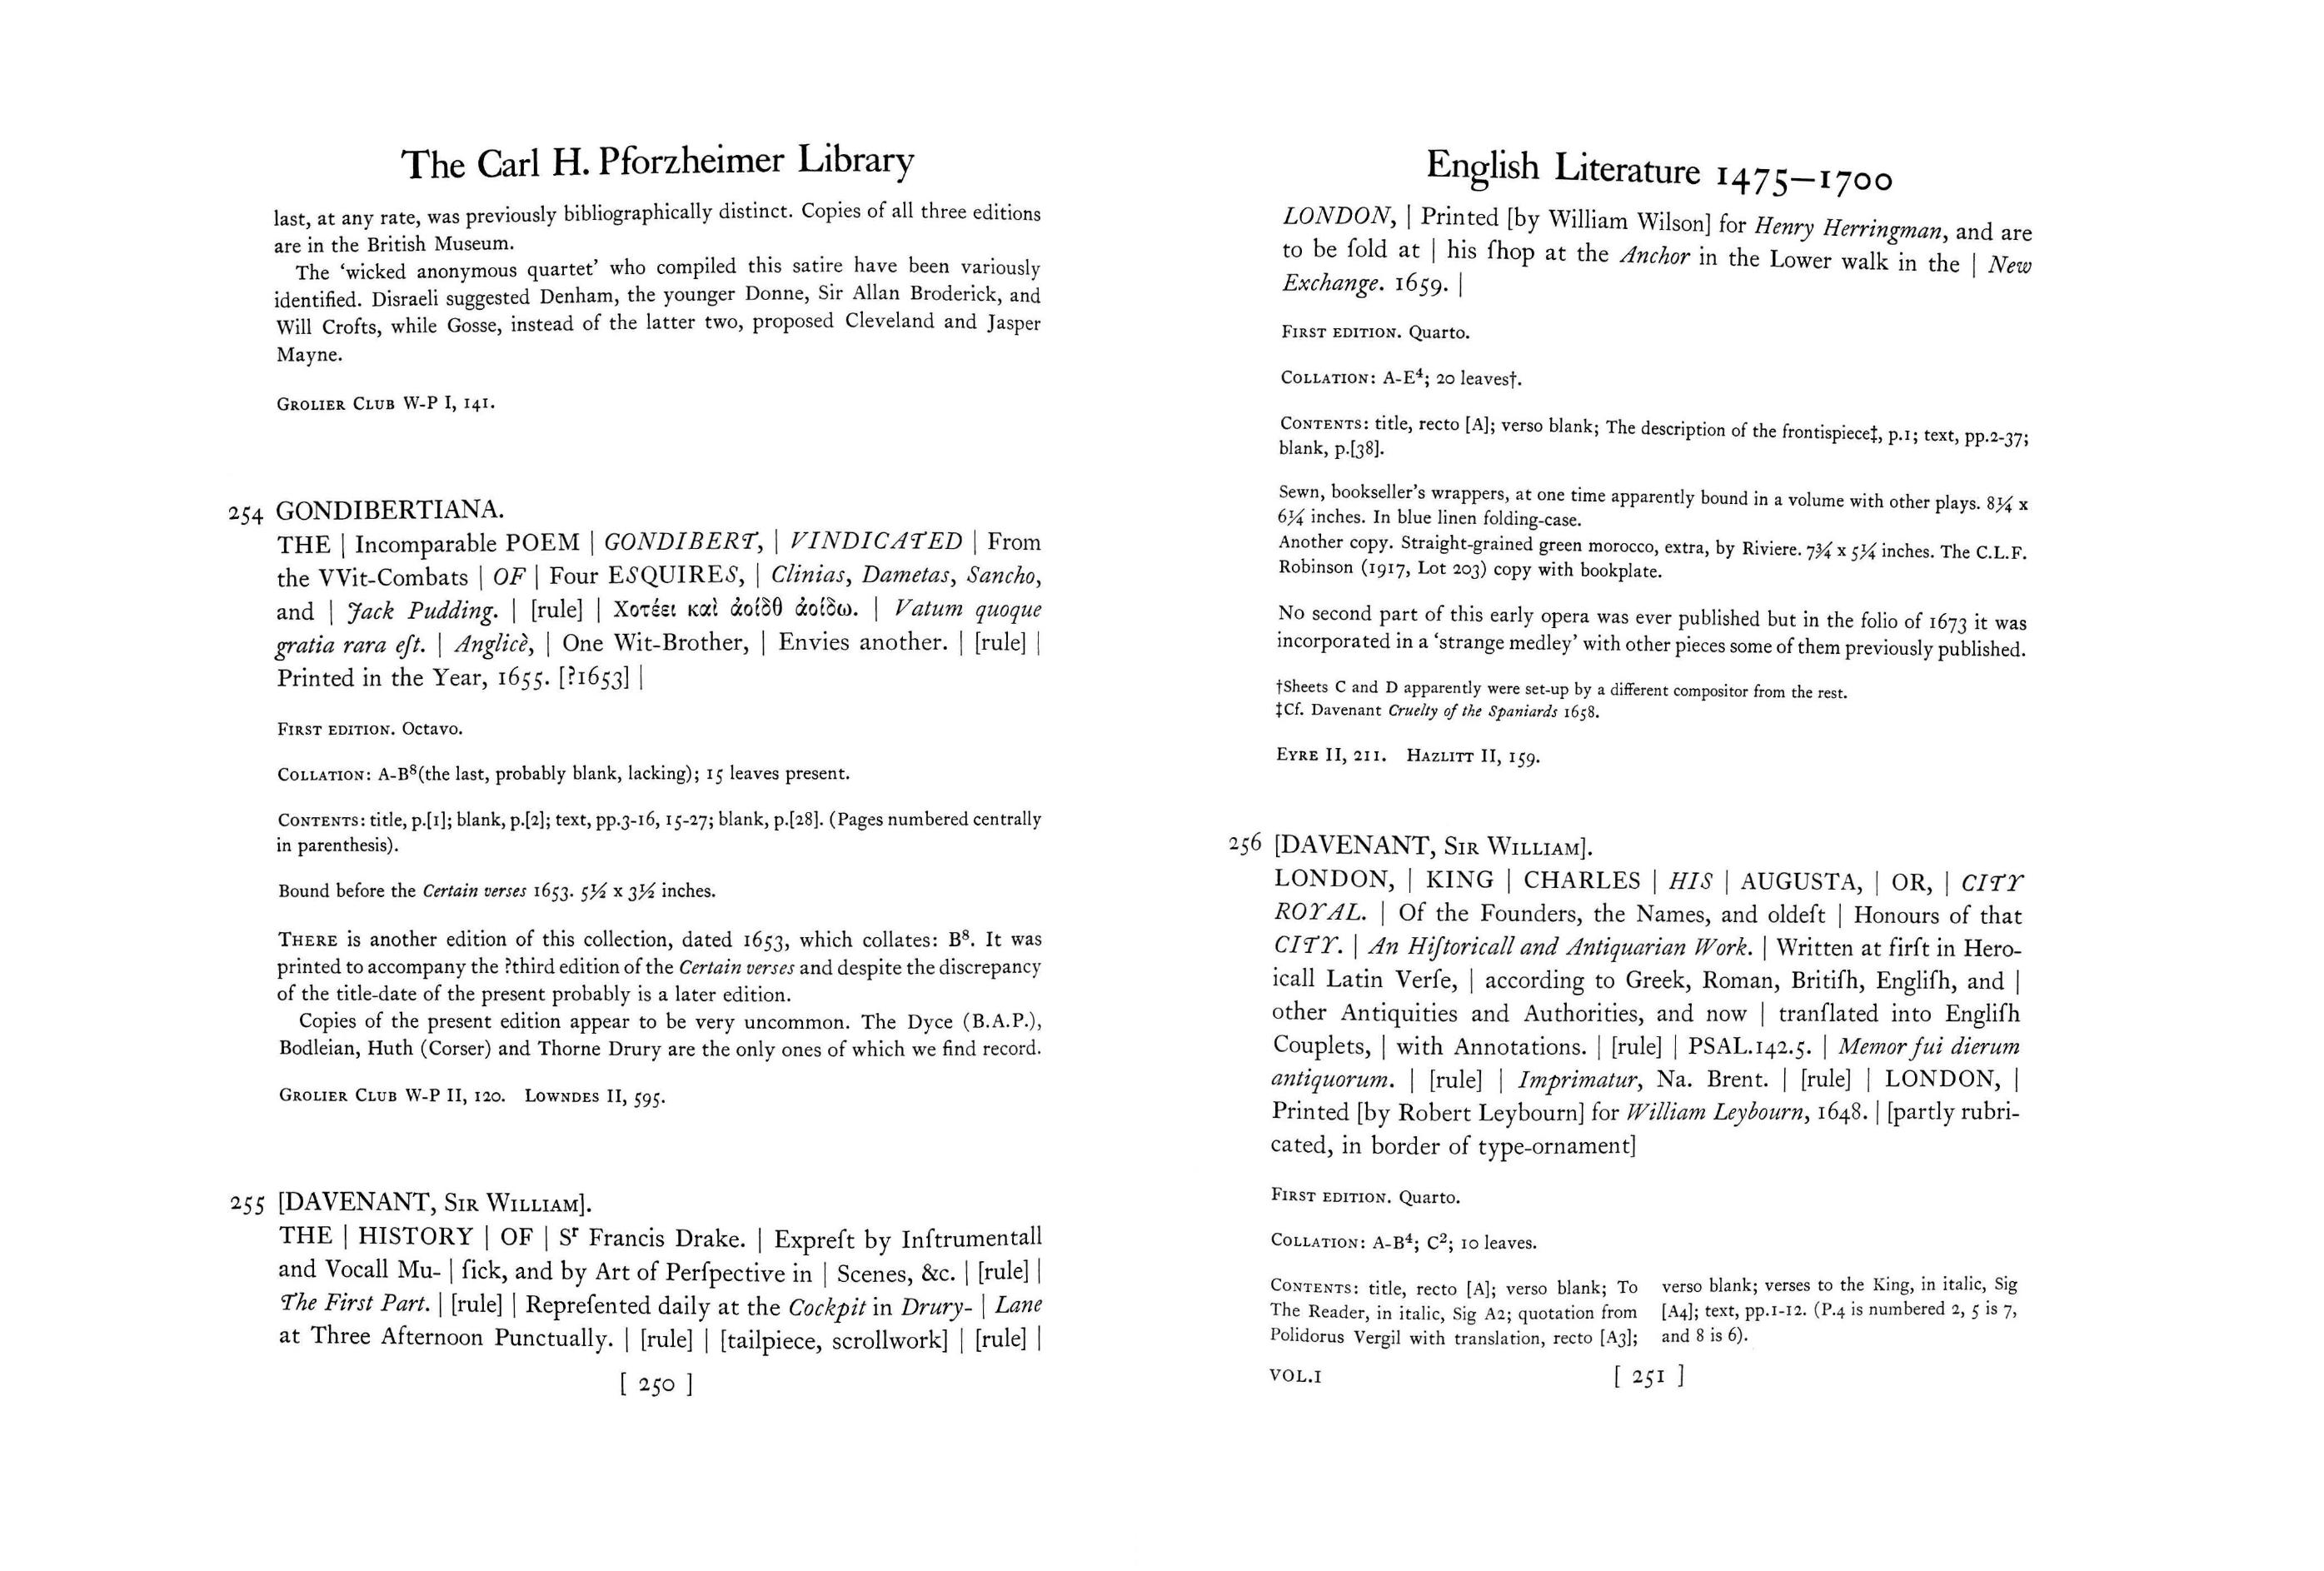 The Carl H. Pforzheimer Library
last, at any rate, was previously bibliographically distinct. Copies of all three editions
are in the British Museum.
The ‘wicked anonymous quartet’ who compiled this satire have been variously
identified. Disraeli suggested Denham, the younger Donne, Sir Allan Broderick, and
Will Crofts, while Gosse, instead of the latter two, proposed Cleveland and Jasper
Mayne.
Grolier Club W-P I, 141.
254 GONDIBERTIANA.
THE | Incomparable POEM | GONDIBERT, | VINDICATED | From
the VVit-Combats | OF | Four ESQUIRES, | Clinias, Dametas, Sancho,
and | Jack Pudding. | [rule] | Χοτέει καὶ ἀοίδθ ἀοίδω. | Vatum quoque
gratia rara eſt. | Anglicè, | One Wit-Brother, | Envies another. | [rule] |
Printed in the Year, 1655. [?1653] |
First edition. Octavo.
Collation: A-B⁸(the last, probably blank, lacking); 15 leaves present.
Contents: title, p.[1]; blank, p.[2]; text, pp.3-16, 15-27; blank, p.[28]. (Pages numbered centrally
in parenthesis).
Bound before the Certain verses 1653. 5½ x 3½ inches.
There is another edition of this collection, dated 1653, which collates: B⁸. It was
printed to accompany the ?third edition of the Certain verses and despite the discrepancy
of the title-date of the present probably is a later edition.
Copies of the present edition appear to be very uncommon. The Dyce (B.A.P.),
Bodleian, Huth (Corser) and Thorne Drury are the only ones of which we find record.
Grolier Club W-P II, 120. Lowndes II, 595.
255 [DAVENANT, Sir William].
THE | HISTORY | OF | Sʳ Francis Drake. | Expreſt by Inſtrumentall
and Vocall Mu- | ſick, and by Art of Perſpective in | Scenes, &c. | [rule] |
The First Part. | [rule] | Repreſented daily at the Cockpit in Drury- | Lane
at Three Afternoon Punctually. | [rule] | [tailpiece, scrollwork] | [rule] |
[ 250 ]
English Literature 1475–1700
LONDON, | Printed [by William Wilson] for Henry Herringman, and are
to be ſold at | his ſhop at the Anchor in the Lower walk in the | New
Exchange. 1659. |
First edition. Quarto.
Collation: A-E⁴; 20 leaves†.
Contents: title, recto [A]; verso blank; The description of the frontispiece‡, p.1; text, pp.2-37;
blank, p.[38].
Sewn, bookseller’s wrappers, at one time apparently bound in a volume with other plays. 8¼ x
6¼ inches. In blue linen folding-case.
Another copy. Straight-grained green morocco, extra, by Riviere. 7¾ x 5¼ inches. The C.L.F.
Robinson (1917, Lot 203) copy with bookplate.
No second part of this early opera was ever published but in the folio of 1673 it was
incorporated in a ‘strange medley’ with other pieces some of them previously published.
†Sheets C and D apparently were set-up by a different compositor from the rest.
‡Cf. Davenant Cruelty of the Spaniards 1658.
Eyre II, 211. Hazlitt II, 159.
256 [DAVENANT, Sir William].
LONDON, | KING | CHARLES | HIS | AUGUSTA, | OR, | CITY
ROYAL. | Of the Founders, the Names, and oldeſt | Honours of that
CITY. | An Hiſtoricall and Antiquarian Work. | Written at firſt in Hero-
icall Latin Verſe, | according to Greek, Roman, Britiſh, Engliſh, and |
other Antiquities and Authorities, and now | tranſlated into Engliſh
Couplets, | with Annotations. | [rule] | PSAL.142.5. | Memor fui dierum
antiquorum. | [rule] | Imprimatur, Na. Brent. | [rule] | LONDON, |
Printed [by Robert Leybourn] for William Leybourn, 1648. | [partly rubri-
cated, in border of type-ornament]
First edition. Quarto.
Collation: A-B⁴; C²; 10 leaves.
Contents: title, recto [A]; verso blank; To
The Reader, in italic, Sig A2; quotation from
Polidorus Vergil with translation, recto [A3];
verso blank; verses to the King, in italic, Sig
[A4]; text, pp.1-12. (P.4 is numbered 2, 5 is 7,
and 8 is 6).
VOL.I
[ 251 ]